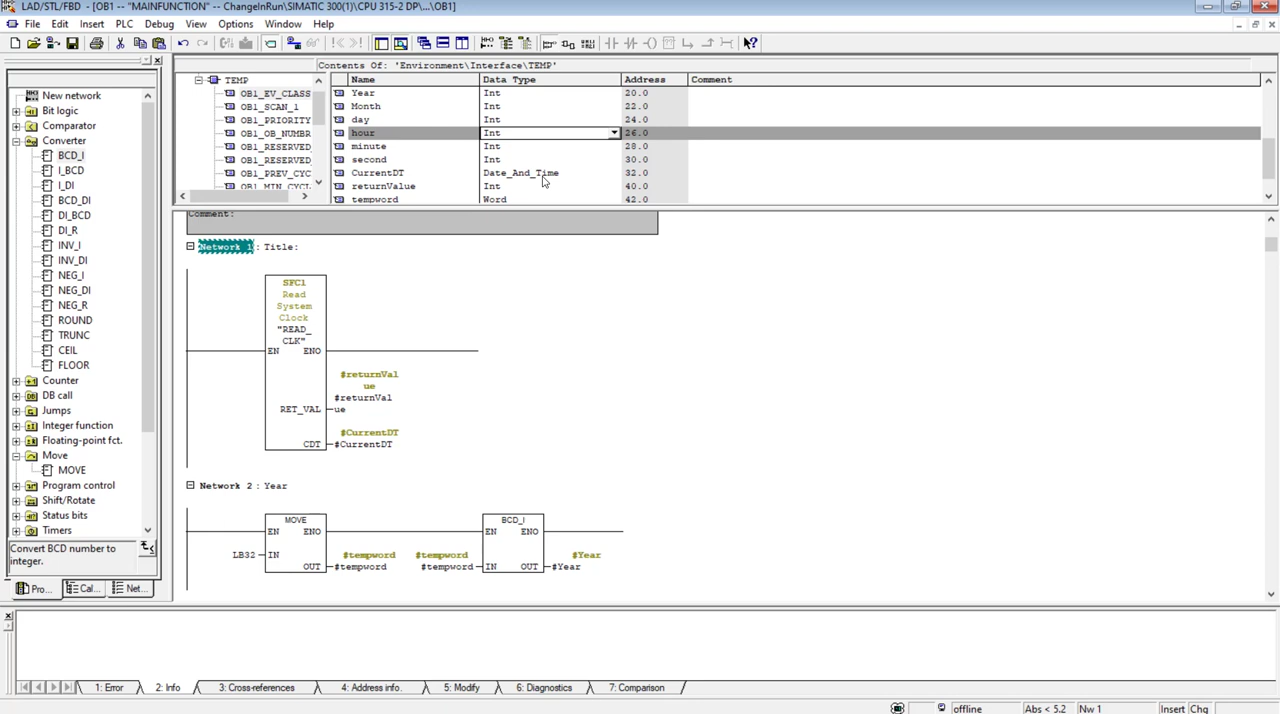 LAD/STL/FBD - [OB1 -- "MAINFUNCTION" -- ChangeInRun\SIMATIC 300(1)\CPU 315-2 DP\...\OB1]
File Edit Insert PLC Debug View Options Window Help
New network
Bit logic
Comparator
Converter
BCD_I
I_BCD
I_DI
BCD_DI
DI_BCD
DI_R
INV_I
INV_DI
NEG_I
NEG_DI
NEG_R
ROUND
TRUNC
CEIL
FLOOR
Counter
DB call
Jumps
Integer function
Floating-point fct.
Move
MOVE
Program control
Shift/Rotate
Status bits
Timers
Convert BCD number to
integer.
Pro... Cal... Net...
Contents Of: 'Environment\Interface\TEMP'
TEMP
OB1_EV_CLASS
OB1_SCAN_1
OB1_PRIORITY
OB1_OB_NUMBR
OB1_RESERVED
OB1_RESERVED
OB1_PREV_CYC
OB1_MIN_CYCL
Name Data Type Address Comment
Year Int 20.0
Month Int 22.0
day Int 24.0
hour Int 26.0
minute Int 28.0
second Int 30.0
CurrentDT Date_And_Time 32.0
returnValue Int 40.0
tempword Word 42.0
Comment:
Network 1: Title:
SFC1
Read
System
Clock
"READ_
CLK"
EN ENO
#returnVal
ue
#returnVal
RET_VAL ue
#CurrentDT
CDT #CurrentDT
Network 2: Year
MOVE BCD_I
EN ENO EN ENO
LB32 IN #tempword #tempword #Year
OUT #tempword #tempword IN OUT #Year
1: Error 2: Info 3: Cross-references 4: Address info. 5: Modify 6: Diagnostics 7: Comparison
offline Abs < 5.2 Nw 1 Insert Chg